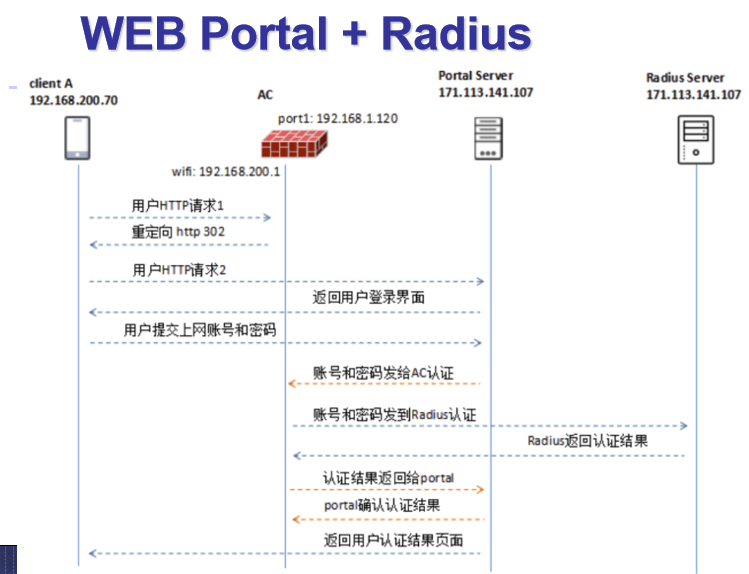 WEB Portal + Radius
client A
192.168.200.70
AC
Portal Server
171.113.141.107
Radius Server
171.113.141.107
port1: 192.168.1.120
wifi: 192.168.200.1
用户HTTP请求1
重定向 http 302
用户HTTP请求2
返回用户登录界面
用户提交上网账号和密码
账号和密码发给AC认证
账号和密码发到Radius认证
Radius返回认证结果
认证结果返回给portal
portal确认认证结果
返回用户认证结果页面